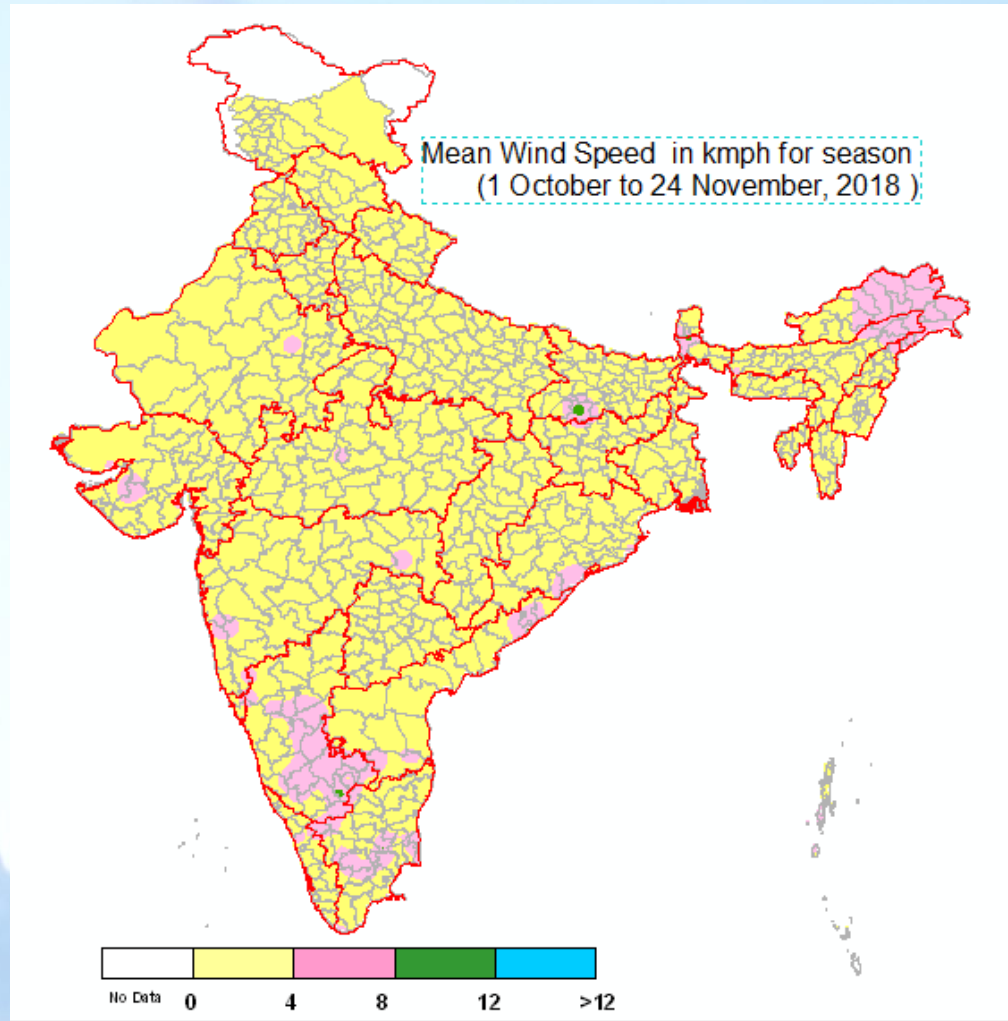 Mean Wind Speed in kmph for season
(1 October to 24 November, 2018 )
No Data 0 4 8 12 >12